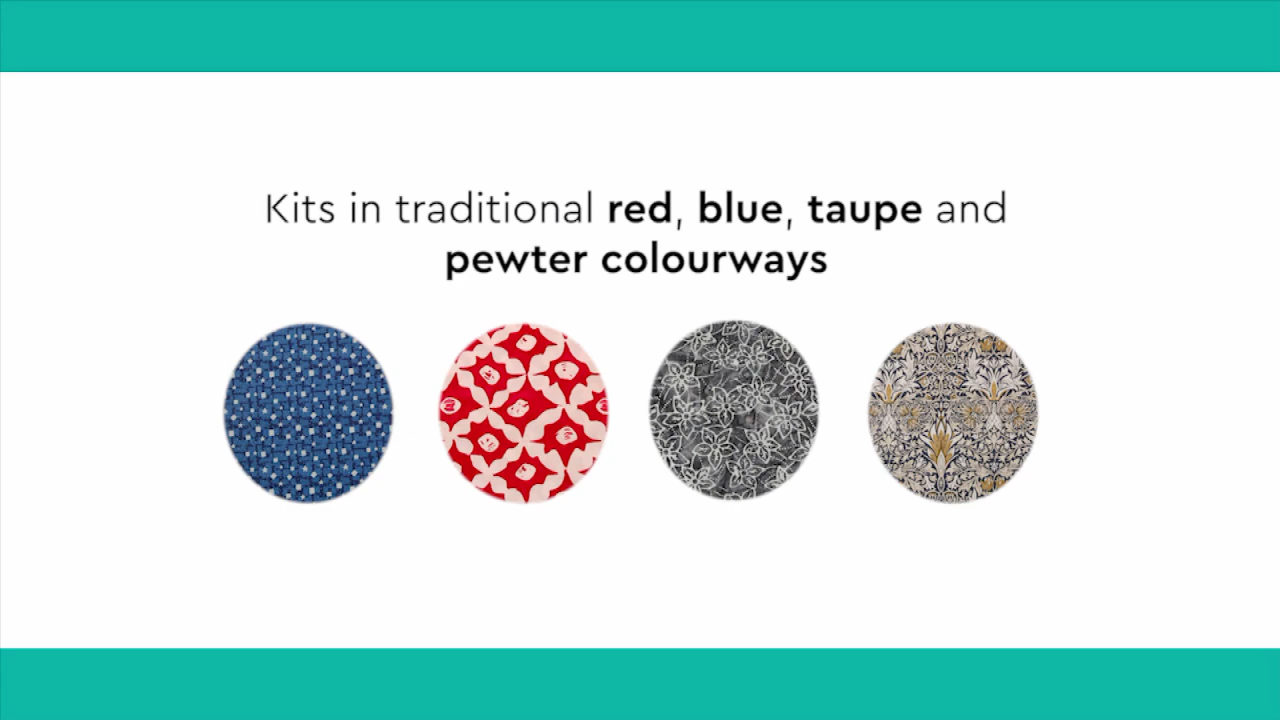 Kits in traditional red, blue, taupe and
pewter colourways